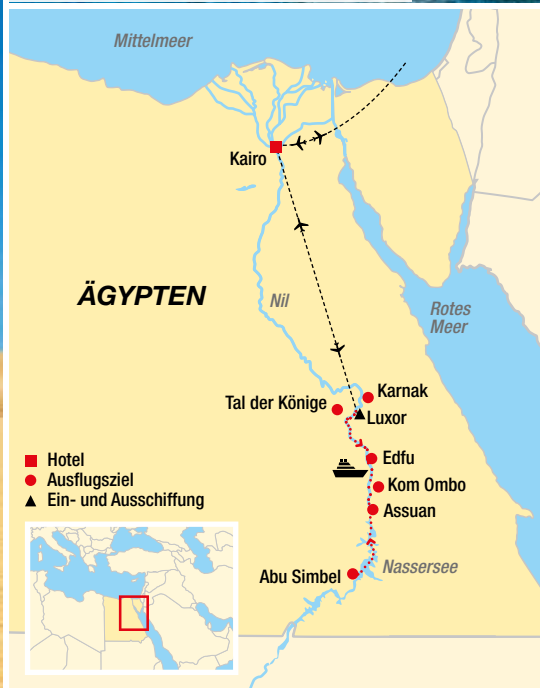 Mittelmeer
Kairo
ÄGYPTEN
Nil
Rotes
Meer
Karnak
Tal der Könige
Luxor
Edfu
Kom Ombo
Assuan
Nassersee
Abu Simbel
Hotel
Ausflugsziel
Ein- und Ausschiffung